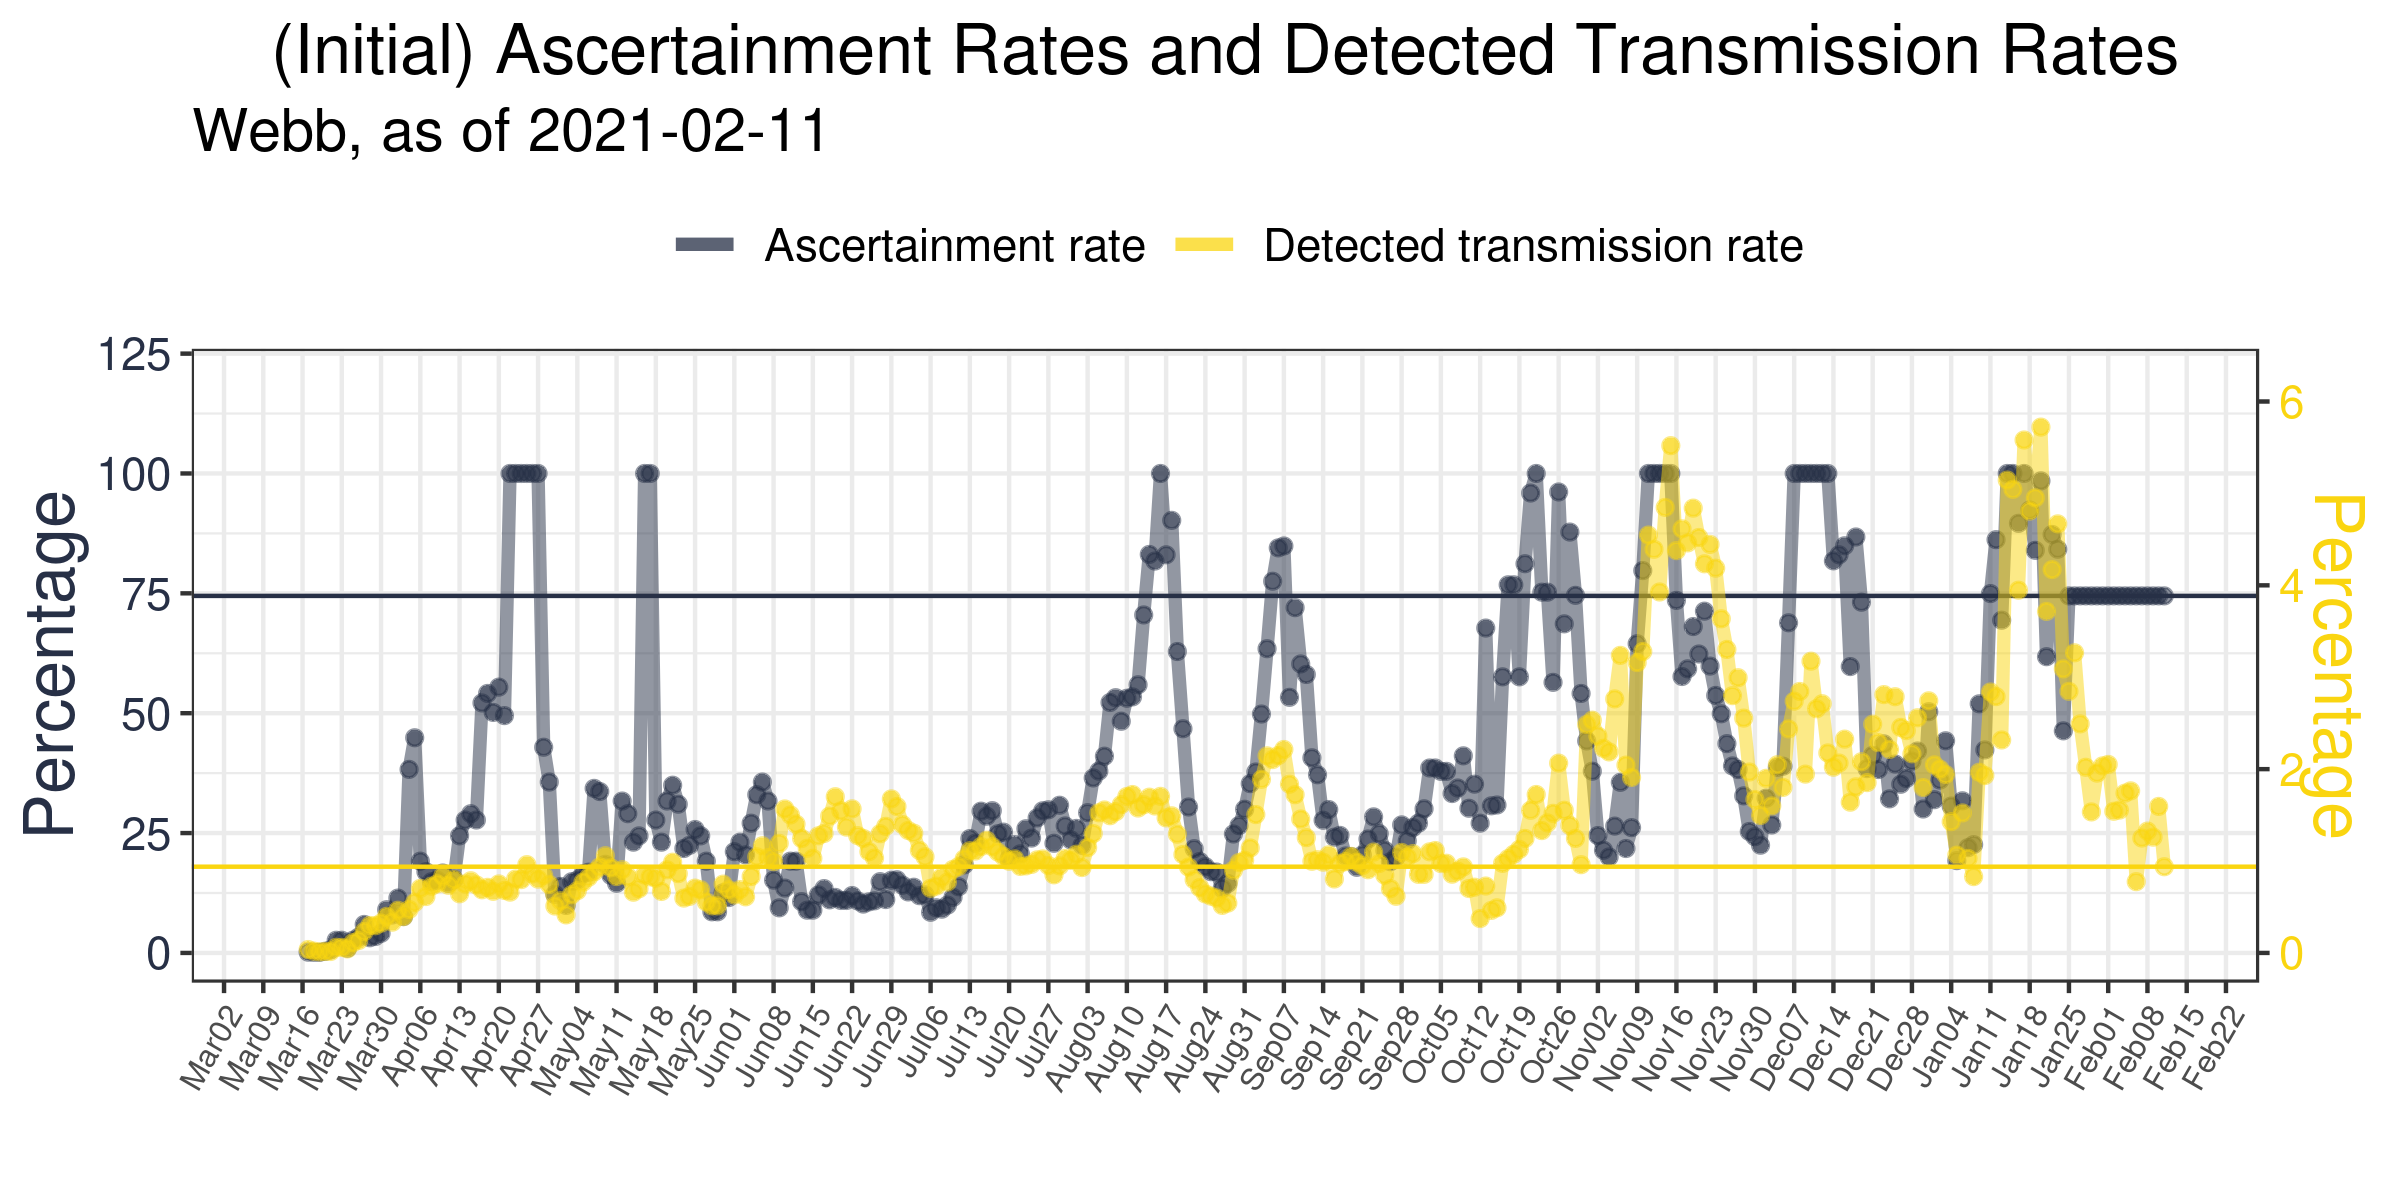 (Initial) Ascertainment Rates and Detected Transmission Rates
Webb, as of 2021-02-11
Ascertainment rate Detected transmission rate
125
100
75
50
25
0
Percentage
6
4
2
0
Percentage
Mar02 Mar09 Mar16 Mar23 Mar30 Apr06 Apr13 Apr20 Apr27 May04 May11 May18 May25 Jun01 Jun08 Jun15 Jun22 Jun29 Jul06 Jul13 Jul20 Jul27 Aug03 Aug10 Aug17 Aug24 Aug31 Sep07 Sep14 Sep21 Sep28 Oct05 Oct12 Oct19 Oct26 Nov02 Nov09 Nov16 Nov23 Nov30 Dec07 Dec14 Dec21 Dec28 Jan04 Jan11 Jan18 Jan25 Feb01 Feb08 Feb15 Feb22